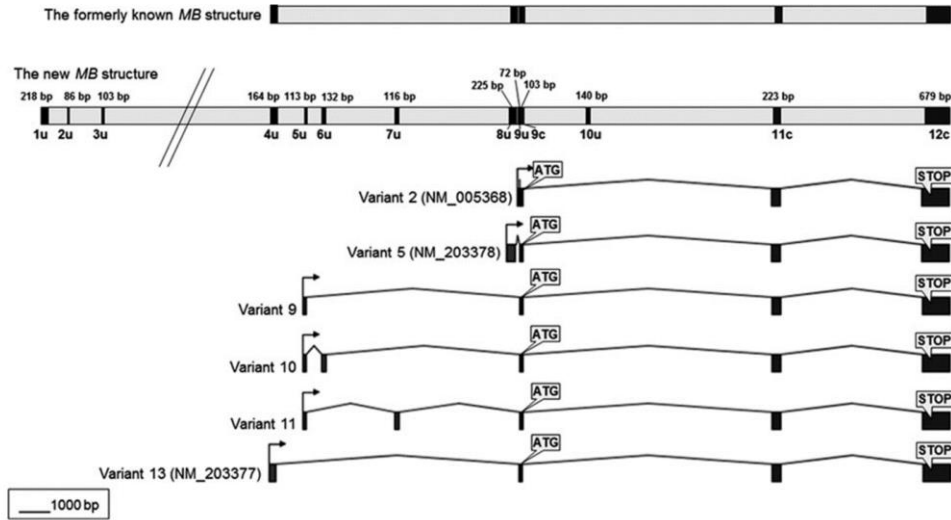 The formerly known MB structure
The new MB structure
72 bp
225 bp 103 bp
218 bp 86 bp 103 bp 164 bp 113 bp 132 bp 116 bp 140 bp 223 bp 679 bp
1u 2u 3u 4u 5u 6u 7u 8u 9u 9c 10u 11c 12c
ATG STOP
Variant 2 (NM_005368)
ATG STOP
Variant 5 (NM_203378)
ATG STOP
Variant 9
ATG STOP
Variant 10
ATG STOP
Variant 11
ATG STOP
Variant 13 (NM_203377)
1000 bp